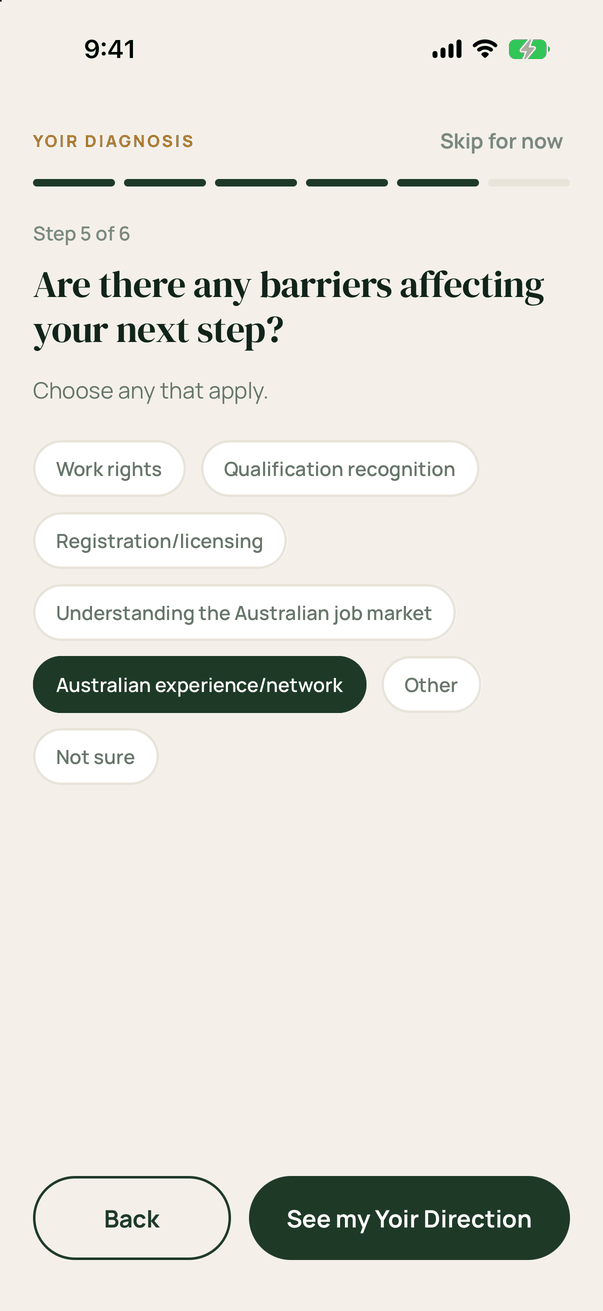 9:41
YOIR DIAGNOSIS
Skip for now
Step 5 of 6
Are there any barriers affecting
your next step?
Choose any that apply.
Work rights
Qualification recognition
Registration/licensing
Understanding the Australian job market
Australian experience/network
Other
Not sure
Back
See my Yoir Direction